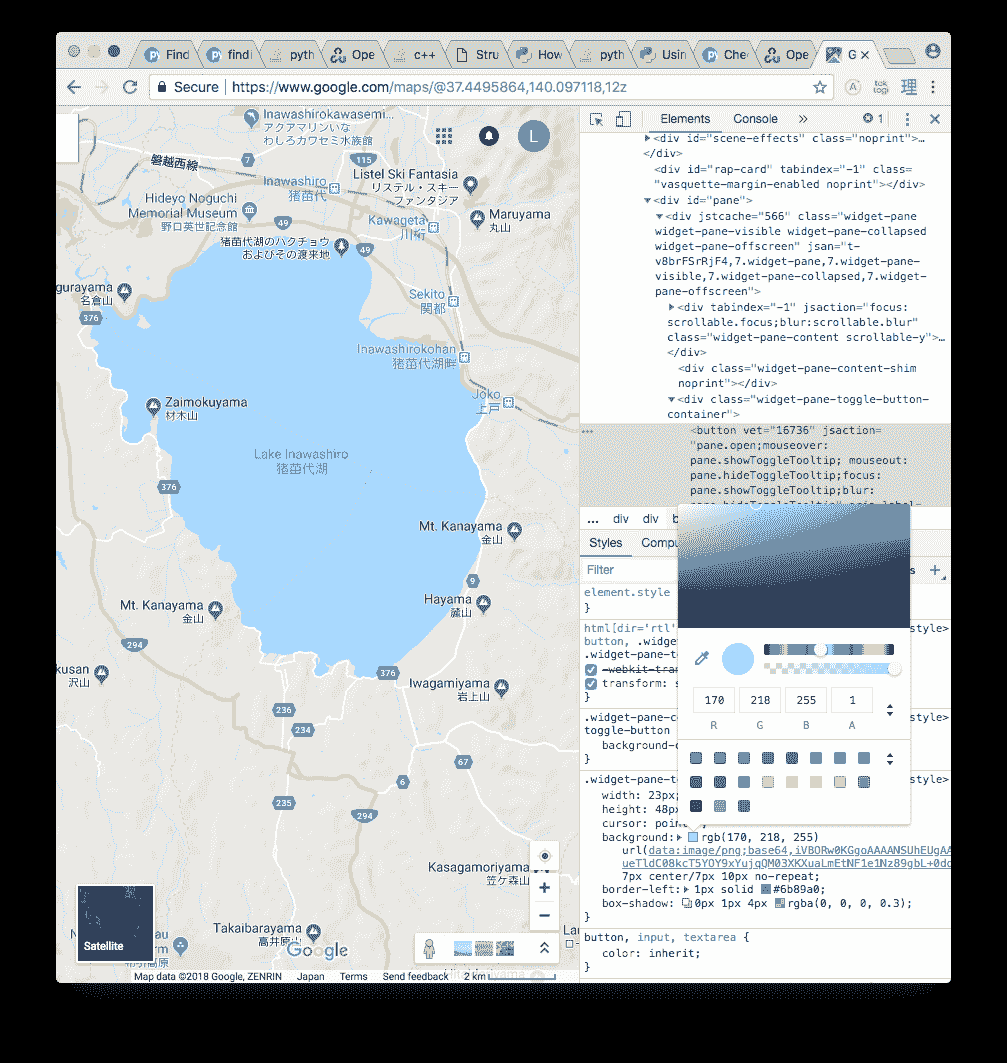 Find
findi
pyth
Ope
c++
Stru
How
pyth
Usin
Che
Ope
G
Secure
https://www.google.com/maps/@37.4495864,140.097118,12z
理
Inawashirokawasemi...
アクアマリンいな
わしろカワセミ水族館
L
磐越西線
7
115
Listel Ski Fantasia
リステル・スキー
ファンタジア
Inawashiro
猪苗代
Hideyo Noguchi
Memorial Museum
野口英世記念館
49
Kawageta
川桁
Maruyama
丸山
猪苗代湖のハクチョウ
およびその渡来地
49
gurayama
名倉山
376
Sekito
関都
Inawashirokohan
猪苗代湖畔
Joko
上戸
Zaimokuyama
材木山
Lake Inawashiro
猪苗代湖
376
Mt. Kanayama
金山
9
Hayama
麓山
Mt. Kanayama
金山
294
kusan
沢山
376
Iwagamiyama
岩上山
236
234
67
6
235
294
Kasagamoriyama
笠ケ森山
Satellite
Takaibarayama
高井原山
Google
Map data ©2018 Google, ZENRIN
Japan
Terms
Send feedback
2 km
Elements
Console
»
1
<div id="scene-effects" class="noprint">…
</div>
<div id="rap-card" tabindex="-1" class=
"vasquette-margin-enabled noprint"></div>
<div id="pane">
<div jstcache="566" class="widget-pane
widget-pane-visible widget-pane-collapsed
widget-pane-offscreen" jsan="t-
v8brFSrRjF4,7.widget-pane,7.widget-pane-
visible,7.widget-pane-collapsed,7.widget-
pane-offscreen">
<div tabindex="-1" jsaction="focus:
scrollable.focus;blur:scrollable.blur"
class="widget-pane-content scrollable-y">…
</div>
<div class="widget-pane-content-shim
noprint"></div>
<div class="widget-pane-toggle-button-
container">
<button vet="16736" jsaction=
"pane.open;mouseover:
pane.showToggleTooltip; mouseout:
pane.hideToggleTooltip;focus:
pane.showToggleTooltip;blur:
... div div b
Styles
Compu
Filter
element.style
}
html[dir='rtl'
style>
button, .widge
.widget-pane-t
-webkit-tran
transform: s
}
.widget-pane-c
style>
toggle-button
background-c
}
.widget-pane-t
style>
width: 23px;
height: 48px
cursor: poin
background: rgb(170, 218, 255)
url(data:image/png;base64,iVBORw0KGgoAAAANSUhEUgAA
ueTldC08kcT5YOY9xYujqQM03XKXuaLmEtNF1e1Nz89gbL+0do
7px center/7px 10px no-repeat;
border-left: 1px solid #6b89a0;
box-shadow: 0px 1px 4px rgba(0, 0, 0, 0.3);
}
button, input, textarea {
color: inherit;
}
170
218
255
1
R
G
B
A